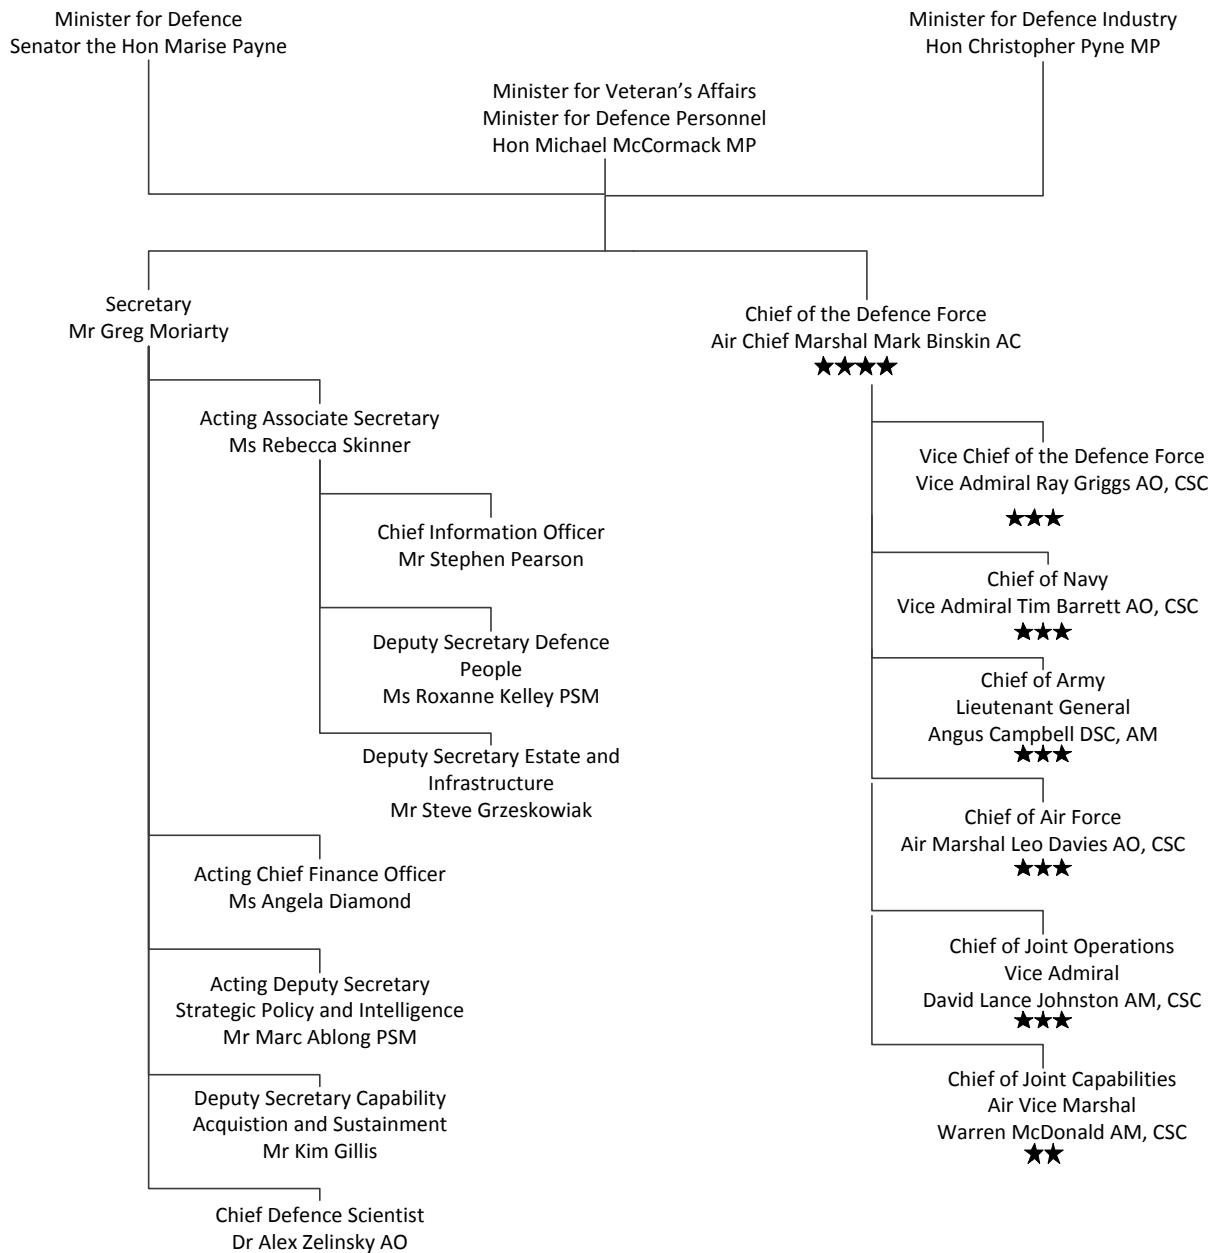 Minister for Defence
Senator the Hon Marise Payne
Minister for Defence Industry
Hon Christopher Pyne MP
Minister for Veteran's Affairs
Minister for Defence Personnel
Hon Michael McCormack MP
Secretary
Mr Greg Moriarty
Acting Associate Secretary
Ms Rebecca Skinner
Chief Information Officer
Mr Stephen Pearson
Deputy Secretary Defence
People
Ms Roxanne Kelley PSM
Deputy Secretary Estate and
Infrastructure
Mr Steve Grzeskowiak
Acting Chief Finance Officer
Ms Angela Diamond
Acting Deputy Secretary
Strategic Policy and Intelligence
Mr Marc Ablong PSM
Deputy Secretary Capability
Acquistion and Sustainment
Mr Kim Gillis
Chief Defence Scientist
Dr Alex Zelinsky AO
Chief of the Defence Force
Air Chief Marshal Mark Binskin AC
Vice Chief of the Defence Force
Vice Admiral Ray Griggs AO, CSC
Chief of Navy
Vice Admiral Tim Barrett AO, CSC
Chief of Army
Lieutenant General
Angus Campbell DSC, AM
Chief of Air Force
Air Marshal Leo Davies AO, CSC
Chief of Joint Operations
Vice Admiral
David Lance Johnston AM, CSC
Chief of Joint Capabilities
Air Vice Marshal
Warren McDonald AM, CSC